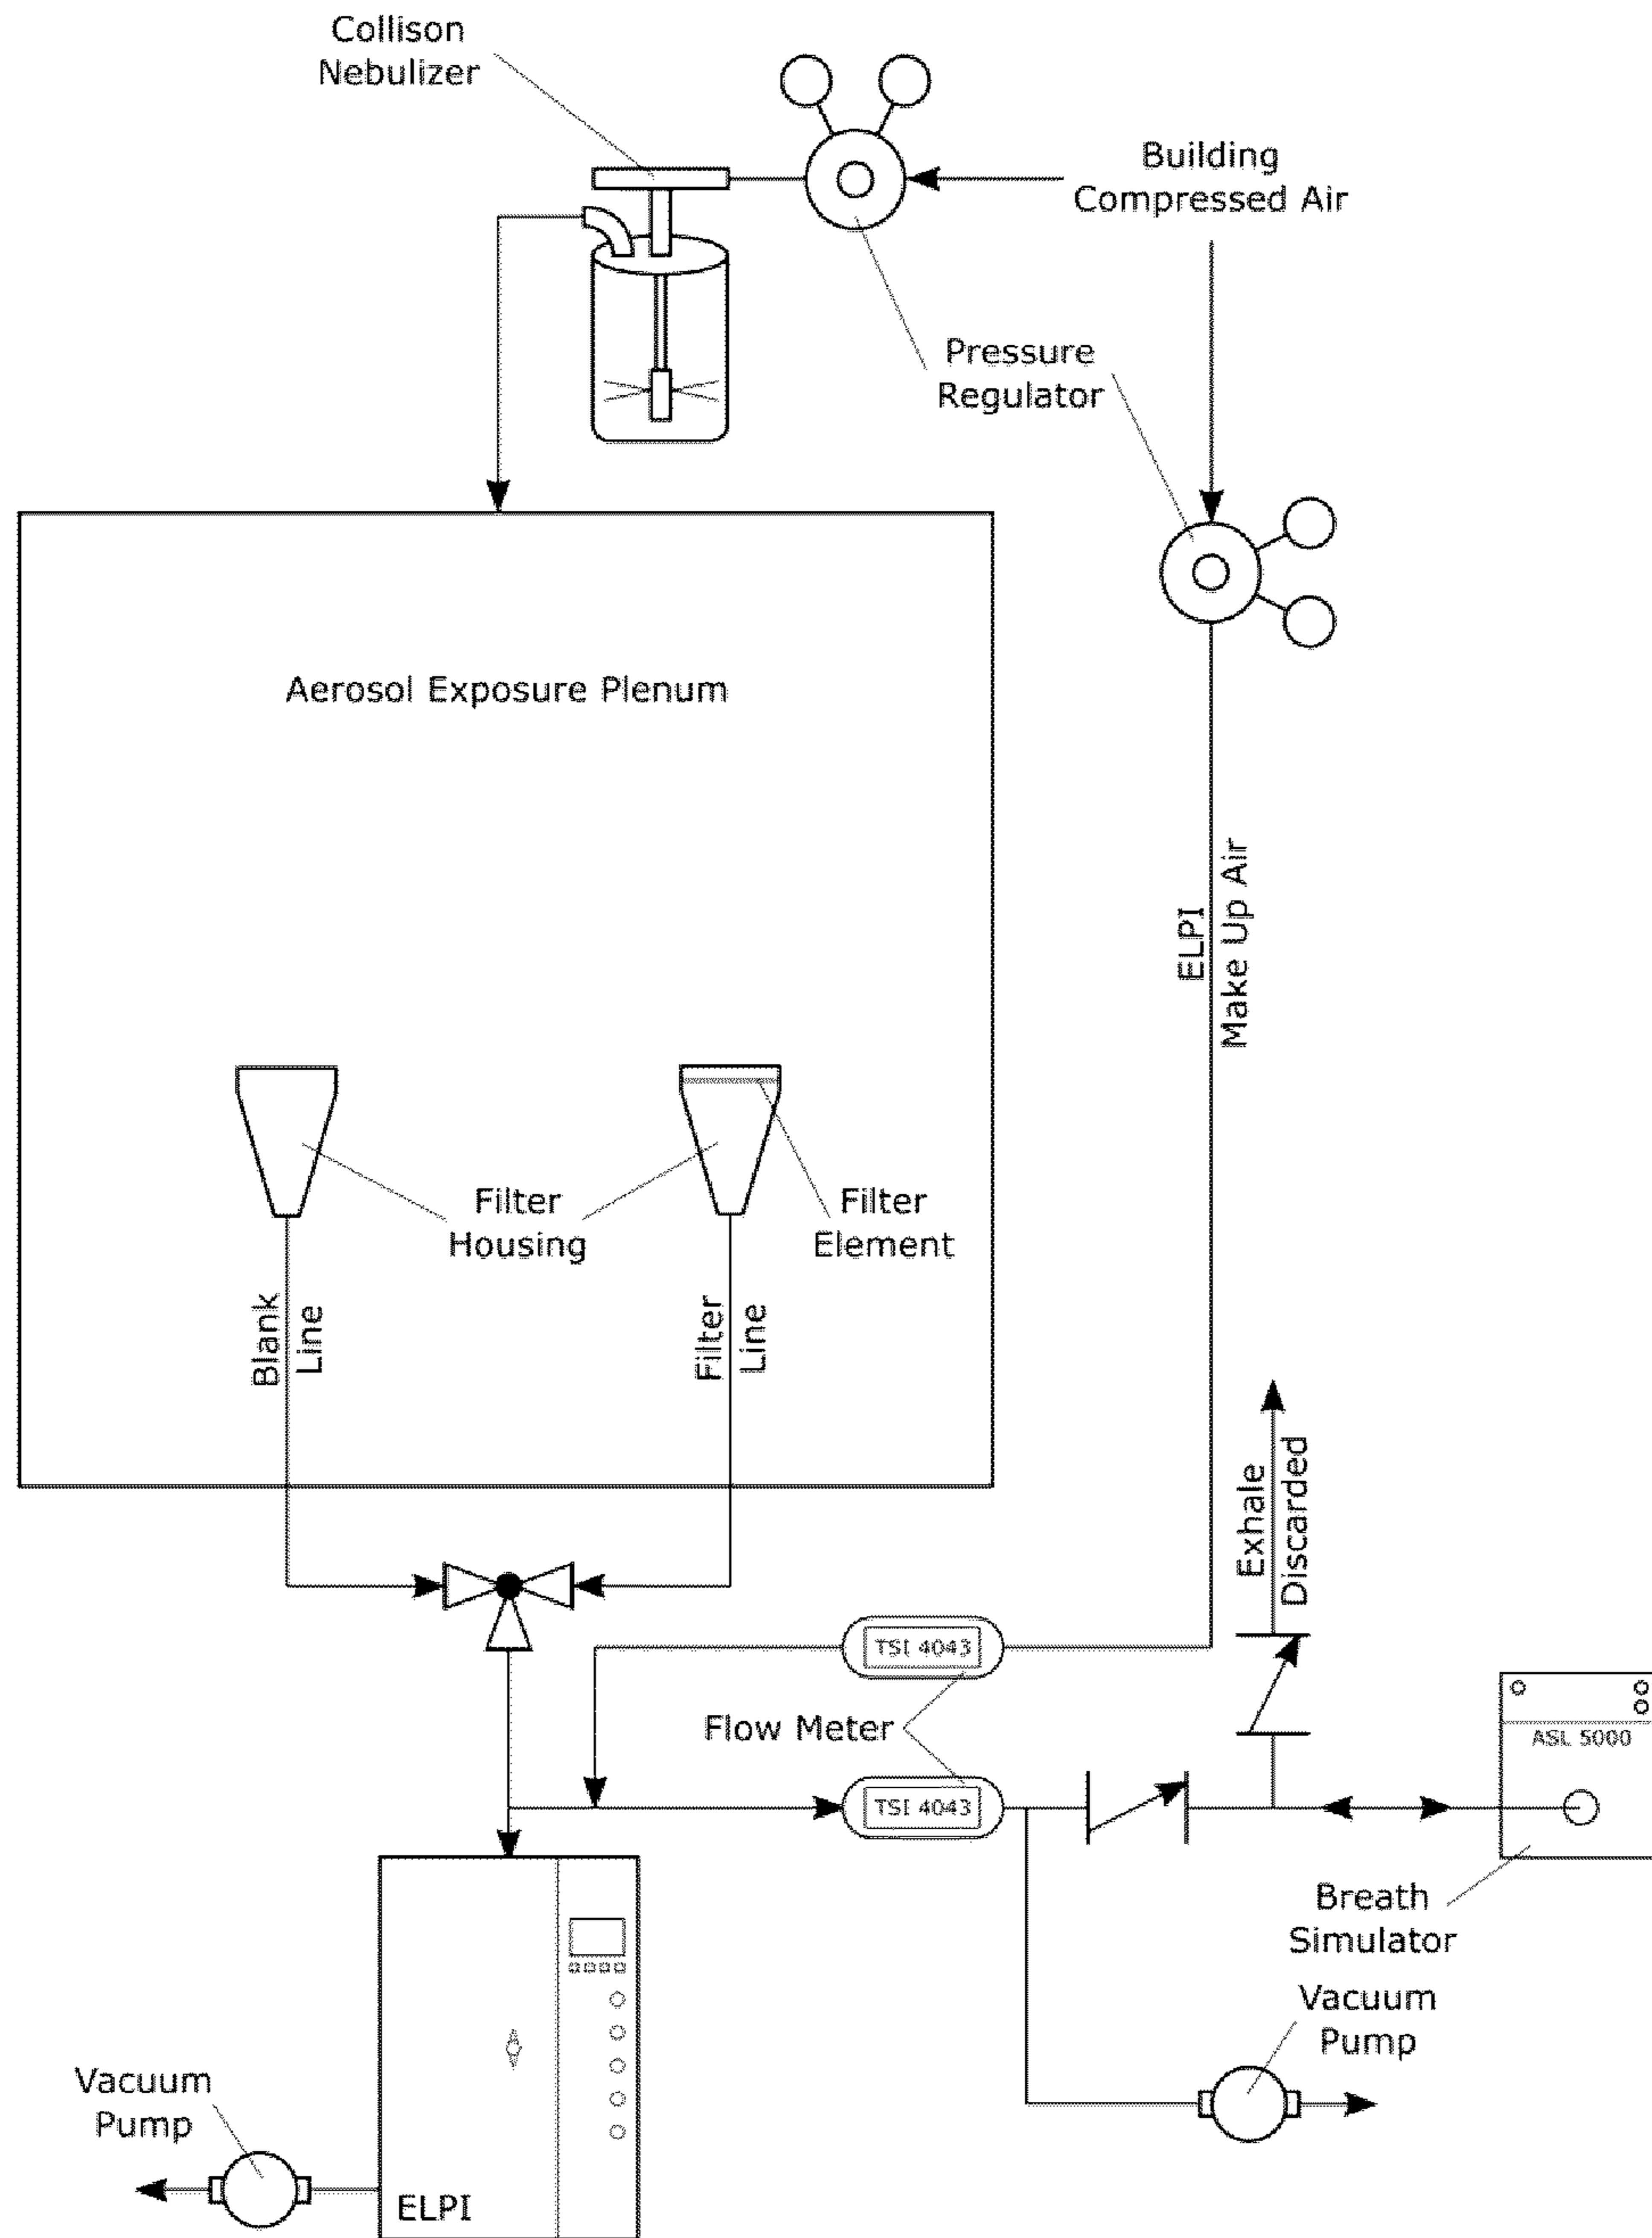 Collison
Nebulizer
Building
Compressed Air
Pressure
Regulator
Aerosol Exposure Plenum
ELPI
Make Up Air
Filter
Housing
Filter
Element
Blank
Line
Filter
Line
Exhale
Discarded
TSI 4043
Flow Meter
TSI 4043
ASL 5000
Breath
Simulator
Vacuum
Pump
Vacuum
Pump
ELPI